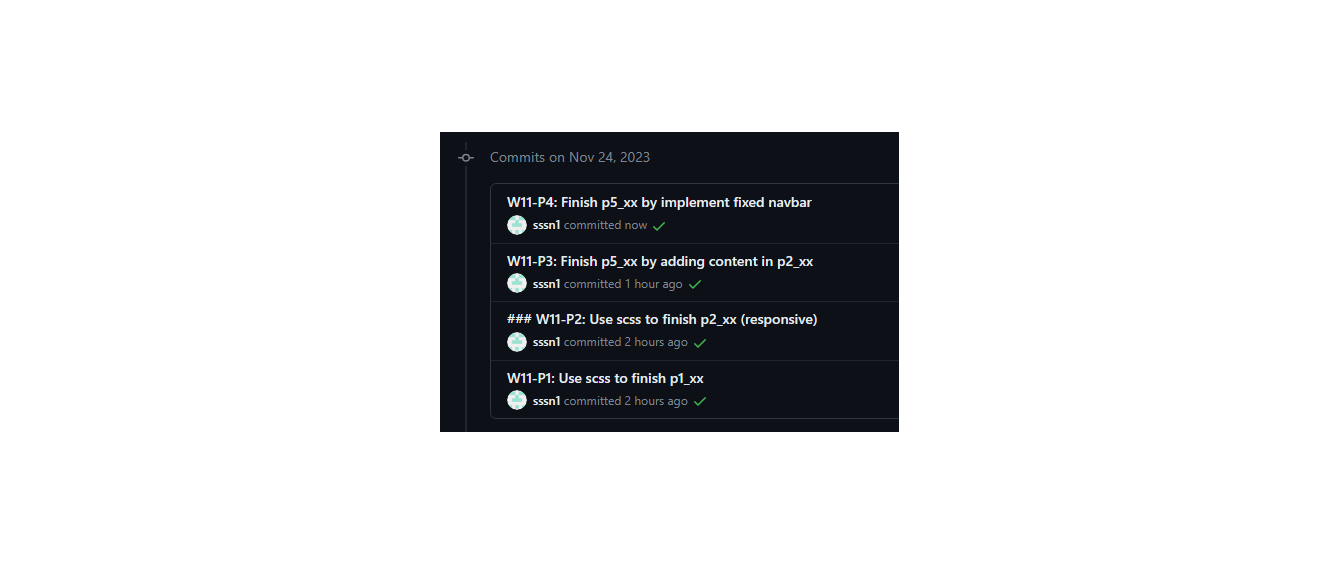 Commits on Nov 24, 2023
W11-P4: Finish p5_xx by implement fixed navbar
sssn1 committed now
W11-P3: Finish p5_xx by adding content in p2_xx
sssn1 committed 1 hour ago
### W11-P2: Use scss to finish p2_xx (responsive)
sssn1 committed 2 hours ago
W11-P1: Use scss to finish p1_xx
sssn1 committed 2 hours ago